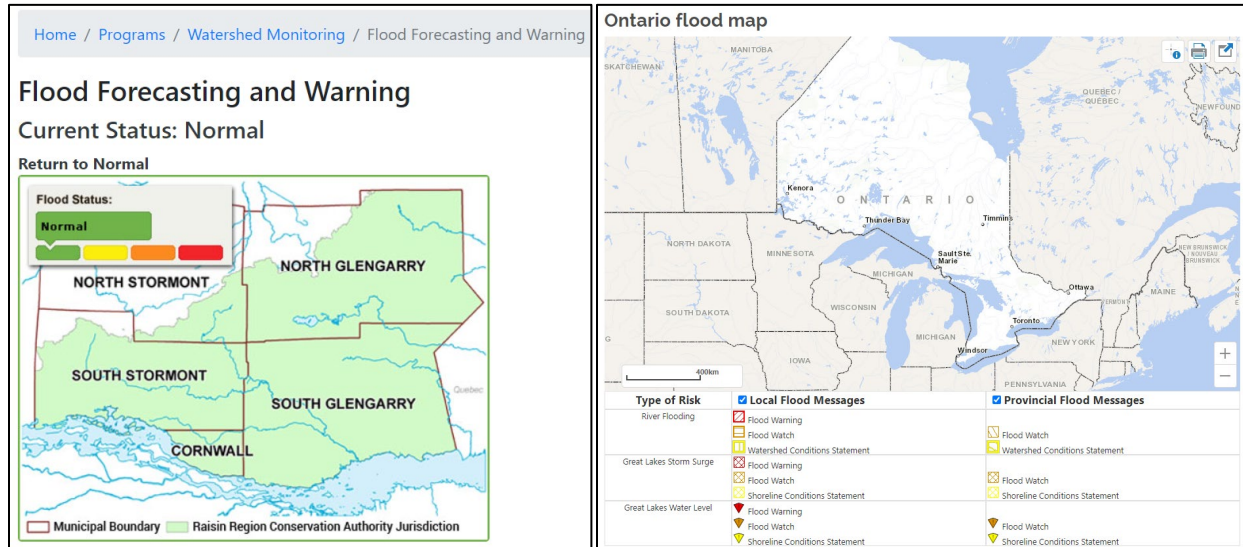 Home / Programs / Watershed Monitoring / Flood Forecasting and Warning
Flood Forecasting and Warning
Current Status: Normal
Return to Normal
Flood Status:
Normal
NORTH GLENGARRY
NORTH STORMONT
SOUTH STORMONT
Quebec
SOUTH GLENGARRY
CORNWALL
Municipal Boundary Raisin Region Conservation Authority Jurisdiction
Ontario flood map
MANITOBA
SKATCHEWAN
QUEBEC /
QUÉBEC
NEWFOUND
Kenora
ONTARIO
Thunder Bay
Timmins
NORTH DAKOTA
MINNESOTA
Sault Ste.
Marie
NEW BRUNSWICK
/ NOUVEAU
BRUNSWICK
MICHIGAN
Ottawa
MAINE
SOUTH DAKOTA
WISCONSIN
VERMONT
Toronto
MICHIGAN
NEW YORK
Windsor
G
IOWA
400km
PENNSYLVANIA
+
−
Type of Risk Local Flood Messages Provincial Flood Messages
River Flooding Flood Warning
Flood Watch Flood Watch
Watershed Conditions Statement Watershed Conditions Statement
Great Lakes Storm Surge Flood Warning
Flood Watch Flood Watch
Shoreline Conditions Statement Shoreline Conditions Statement
Great Lakes Water Level Flood Warning
Flood Watch Flood Watch
Shoreline Conditions Statement Shoreline Conditions Statement